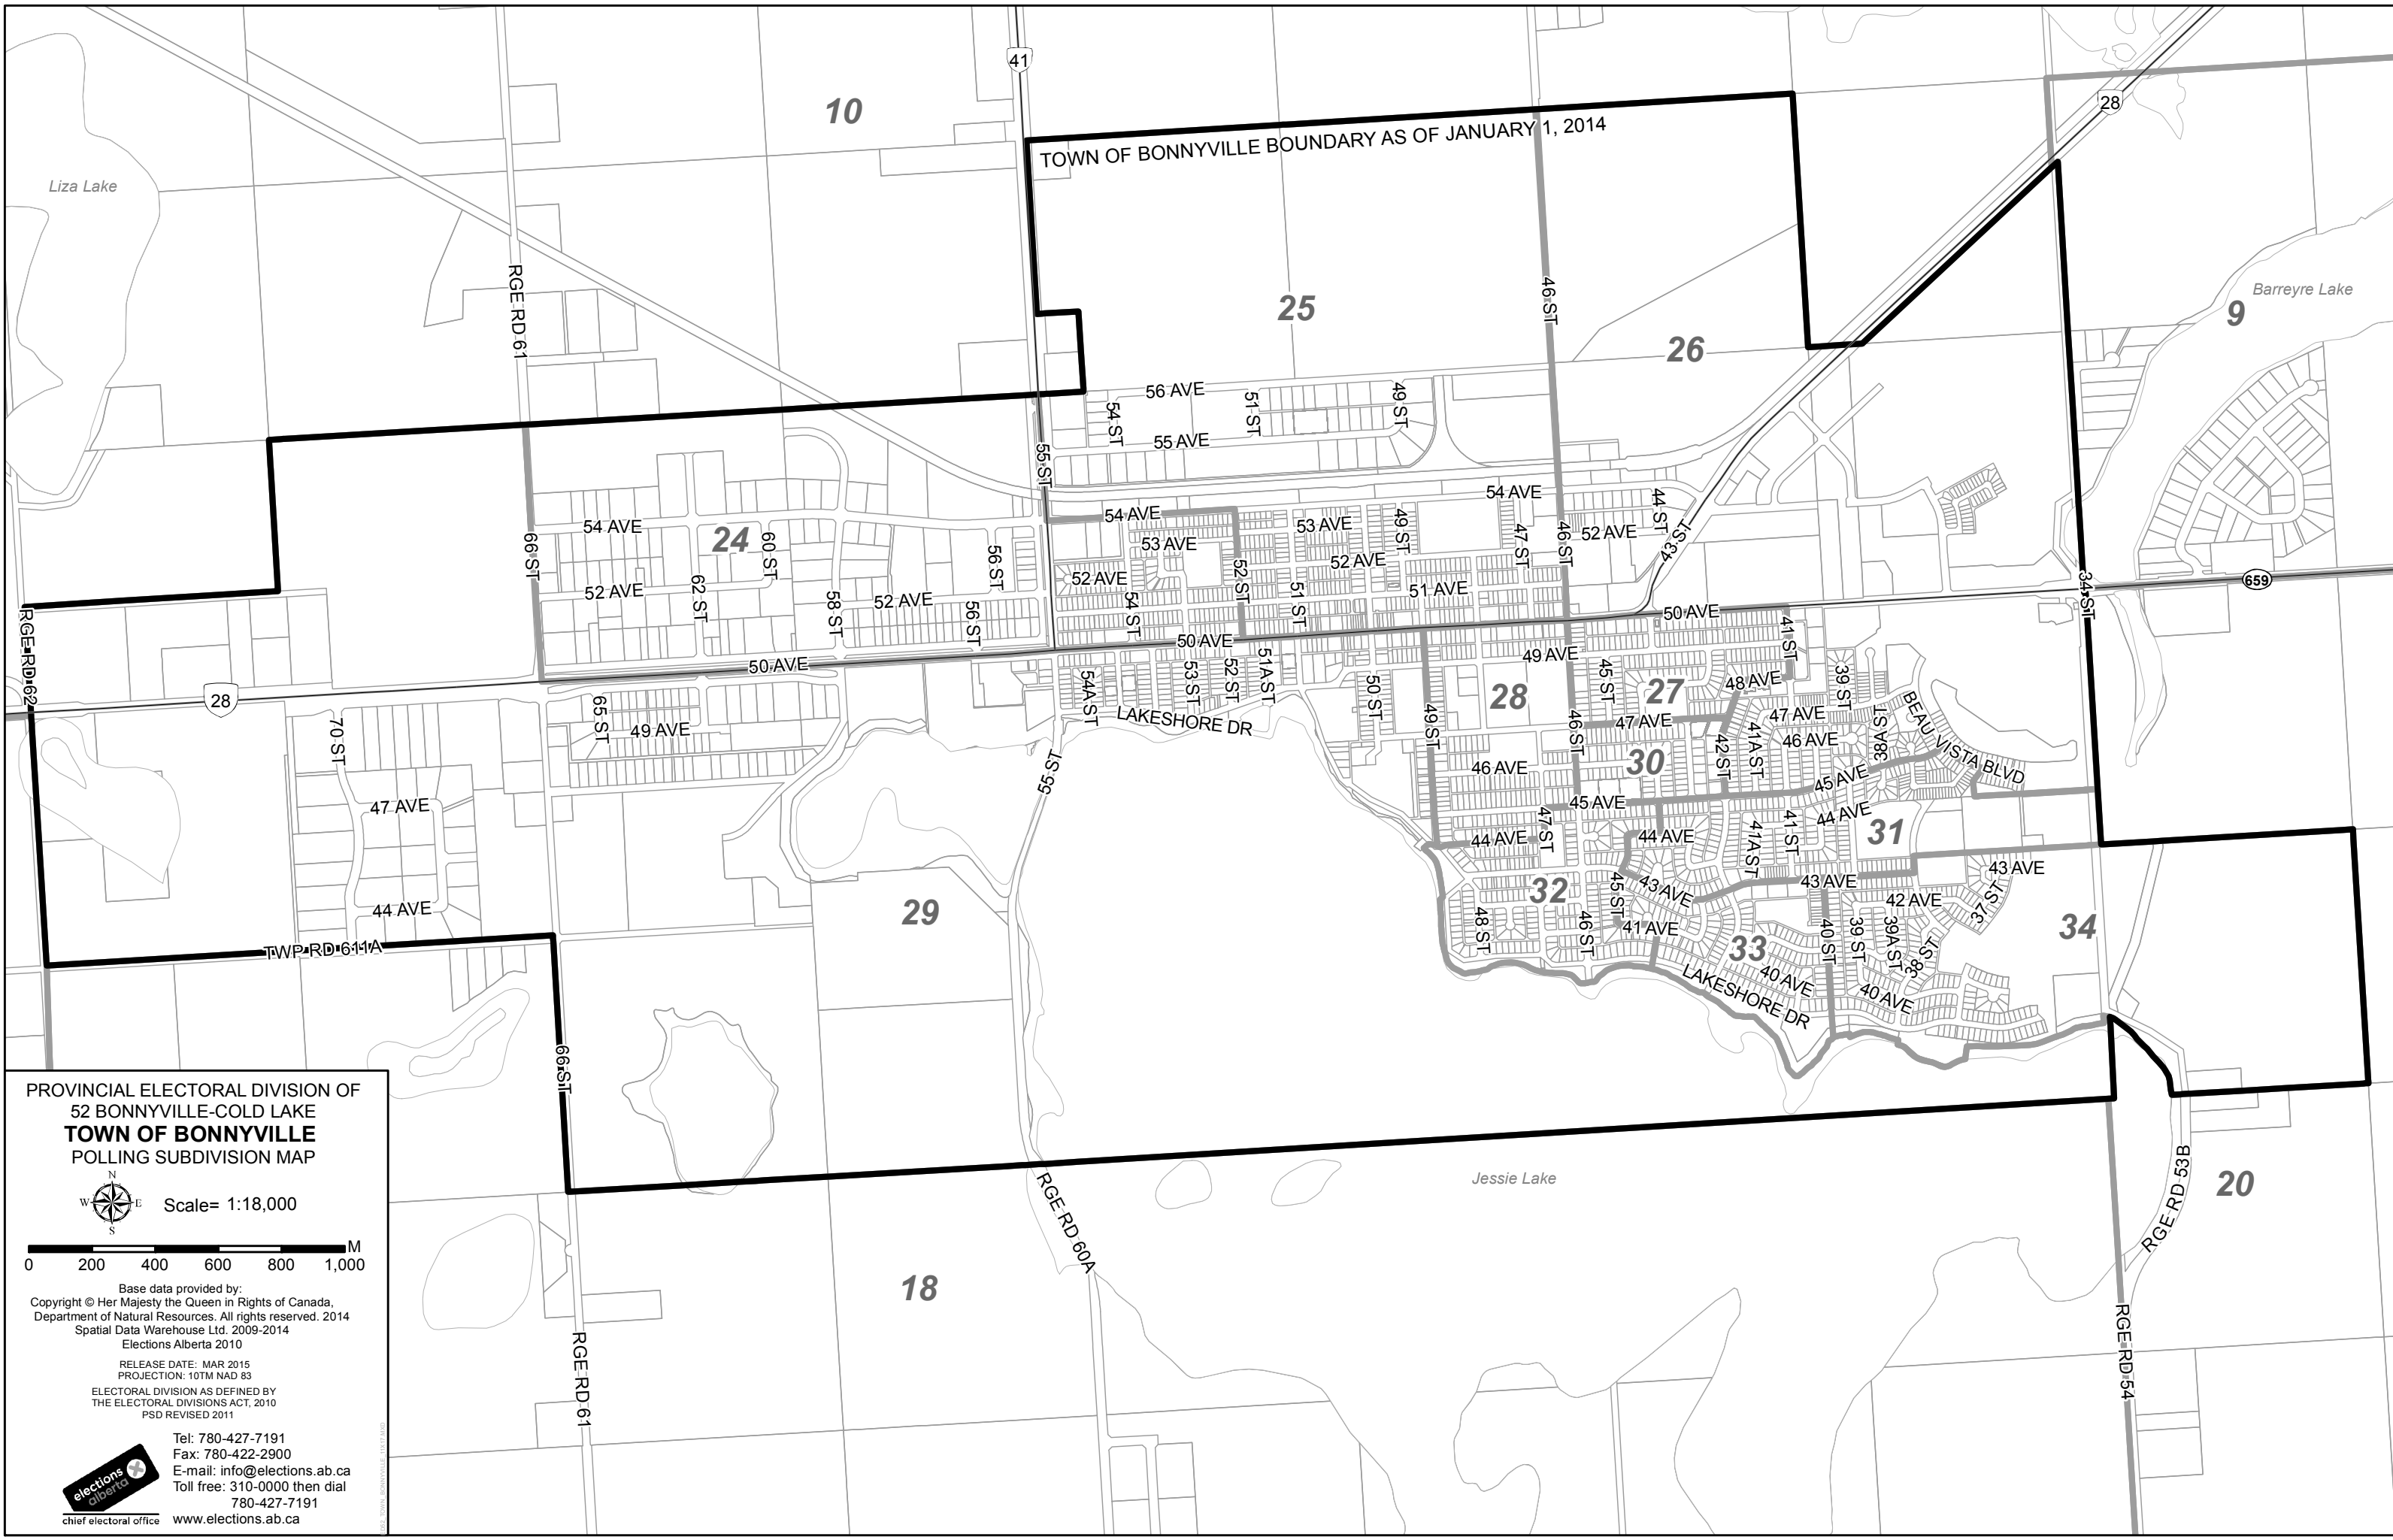 41
10
28
TOWN OF BONNYVILLE BOUNDARY AS OF JANUARY 1, 2014
Liza Lake
RGE RD 61
25
46 ST
Barreyre Lake
9
26
56 AVE
54 ST
51 ST
49 ST
55 AVE
55 ST
54 AVE
54 AVE
53 AVE
49 ST
44 ST
54 AVE
24
60 ST
66 ST
56 ST
53 AVE
52 AVE
47 ST
46 ST
52 AVE
43 ST
52 AVE
52 ST
51 AVE
659
34 ST
52 AVE
62 ST
58 ST
52 AVE
56 ST
54 ST
51 ST
RGE RD 62
50 AVE
50 AVE
50 AVE
41 ST
49 AVE
45 ST
28
54A ST
53 ST
52 ST
51A ST
50 ST
28
27
48 AVE
39 ST
65 ST
49 AVE
70 ST
LAKESHORE DR
49 ST
46 ST
47 AVE
47 AVE
38A ST
BEAU VISTA BLVD
42 ST
41A ST
46 AVE
55 ST
46 AVE
30
45 AVE
47 AVE
45 AVE
44 AVE
47 ST
44 AVE
41A ST
41 ST
44 AVE
31
44 AVE
29
32
45 ST
43 AVE
43 AVE
43 AVE
42 AVE
37 ST
48 ST
46 ST
41 AVE
33
40 ST
39 ST
39A ST
38 ST
34
TWP RD 611A
LAKESHORE DR
40 AVE
40 AVE
66 ST
Jessie Lake
RGE RD 60A
RGE RD 53B
20
18
RGE RD 61
RGE RD 54
PROVINCIAL ELECTORAL DIVISION OF
52 BONNYVILLE-COLD LAKE
TOWN OF BONNYVILLE
POLLING SUBDIVISION MAP
N
W E
S
Scale= 1:18,000
M
0 200 400 600 800 1,000
Base data provided by:
Copyright © Her Majesty the Queen in Rights of Canada,
Department of Natural Resources. All rights reserved. 2014
Spatial Data Warehouse Ltd. 2009-2014
Elections Alberta 2010
RELEASE DATE: MAR 2015
PROJECTION: 10TM NAD 83
ELECTORAL DIVISION AS DEFINED BY
THE ELECTORAL DIVISIONS ACT, 2010
PSD REVISED 2011
elections
alberta
chief electoral office
Tel: 780-427-7191
Fax: 780-422-2900
E-mail: info@elections.ab.ca
Toll free: 310-0000 then dial
780-427-7191
www.elections.ab.ca